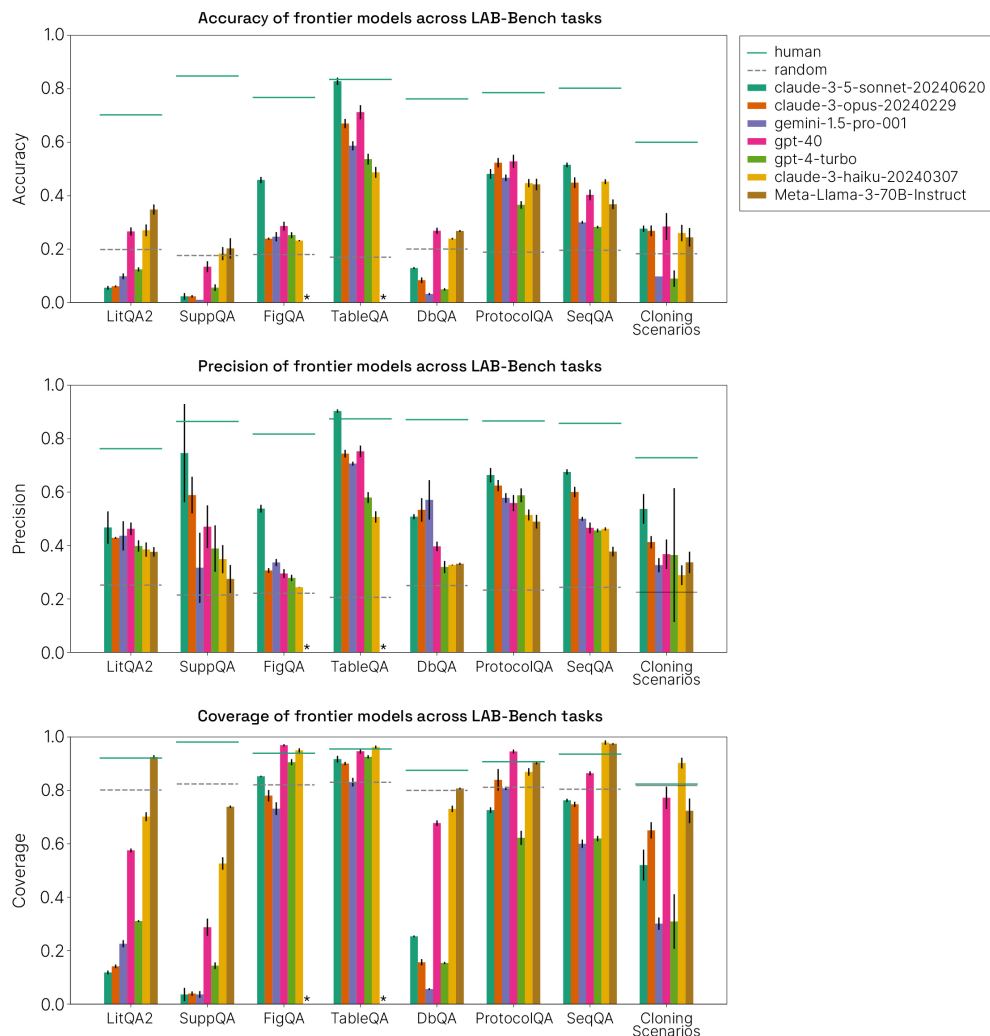 Accuracy of frontier models across LAB-Bench tasks
1.0
0.8
0.6
0.4
0.2
0.0
Accuracy
* *
LitQA2 SuppQA FigQA TableQA DbQA ProtocolQA SeqQA Cloning
Scenarios
human
random
claude-3-5-sonnet-20240620
claude-3-opus-20240229
gemini-1.5-pro-001
gpt-4o
gpt-4-turbo
claude-3-haiku-20240307
Meta-Llama-3-70B-Instruct
Precision of frontier models across LAB-Bench tasks
1.0
0.8
0.6
0.4
0.2
0.0
Precision
* *
LitQA2 SuppQA FigQA TableQA DbQA ProtocolQA SeqQA Cloning
Scenarios
Coverage of frontier models across LAB-Bench tasks
1.0
0.8
0.6
0.4
0.2
0.0
Coverage
* *
LitQA2 SuppQA FigQA TableQA DbQA ProtocolQA SeqQA Cloning
Scenarios